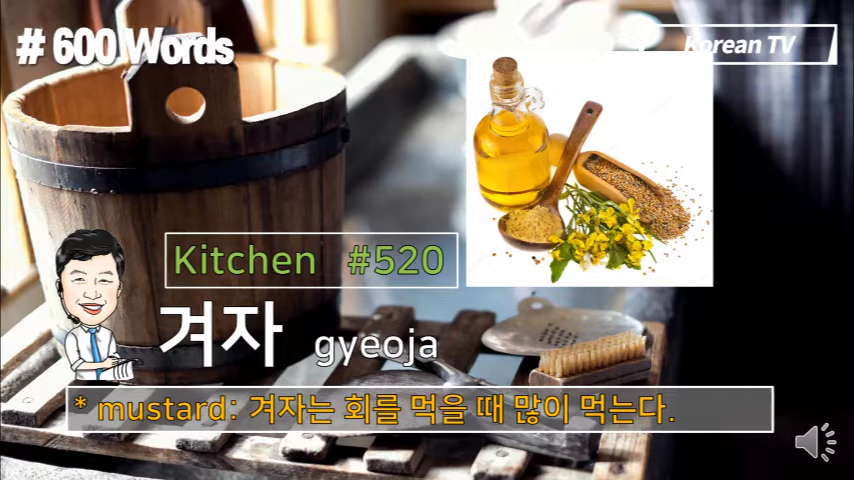 # 600 Words
Korean TV
Kitchen #520
겨자 gyeoja
* mustard: 겨자는 회를 먹을 때 많이 먹는다.